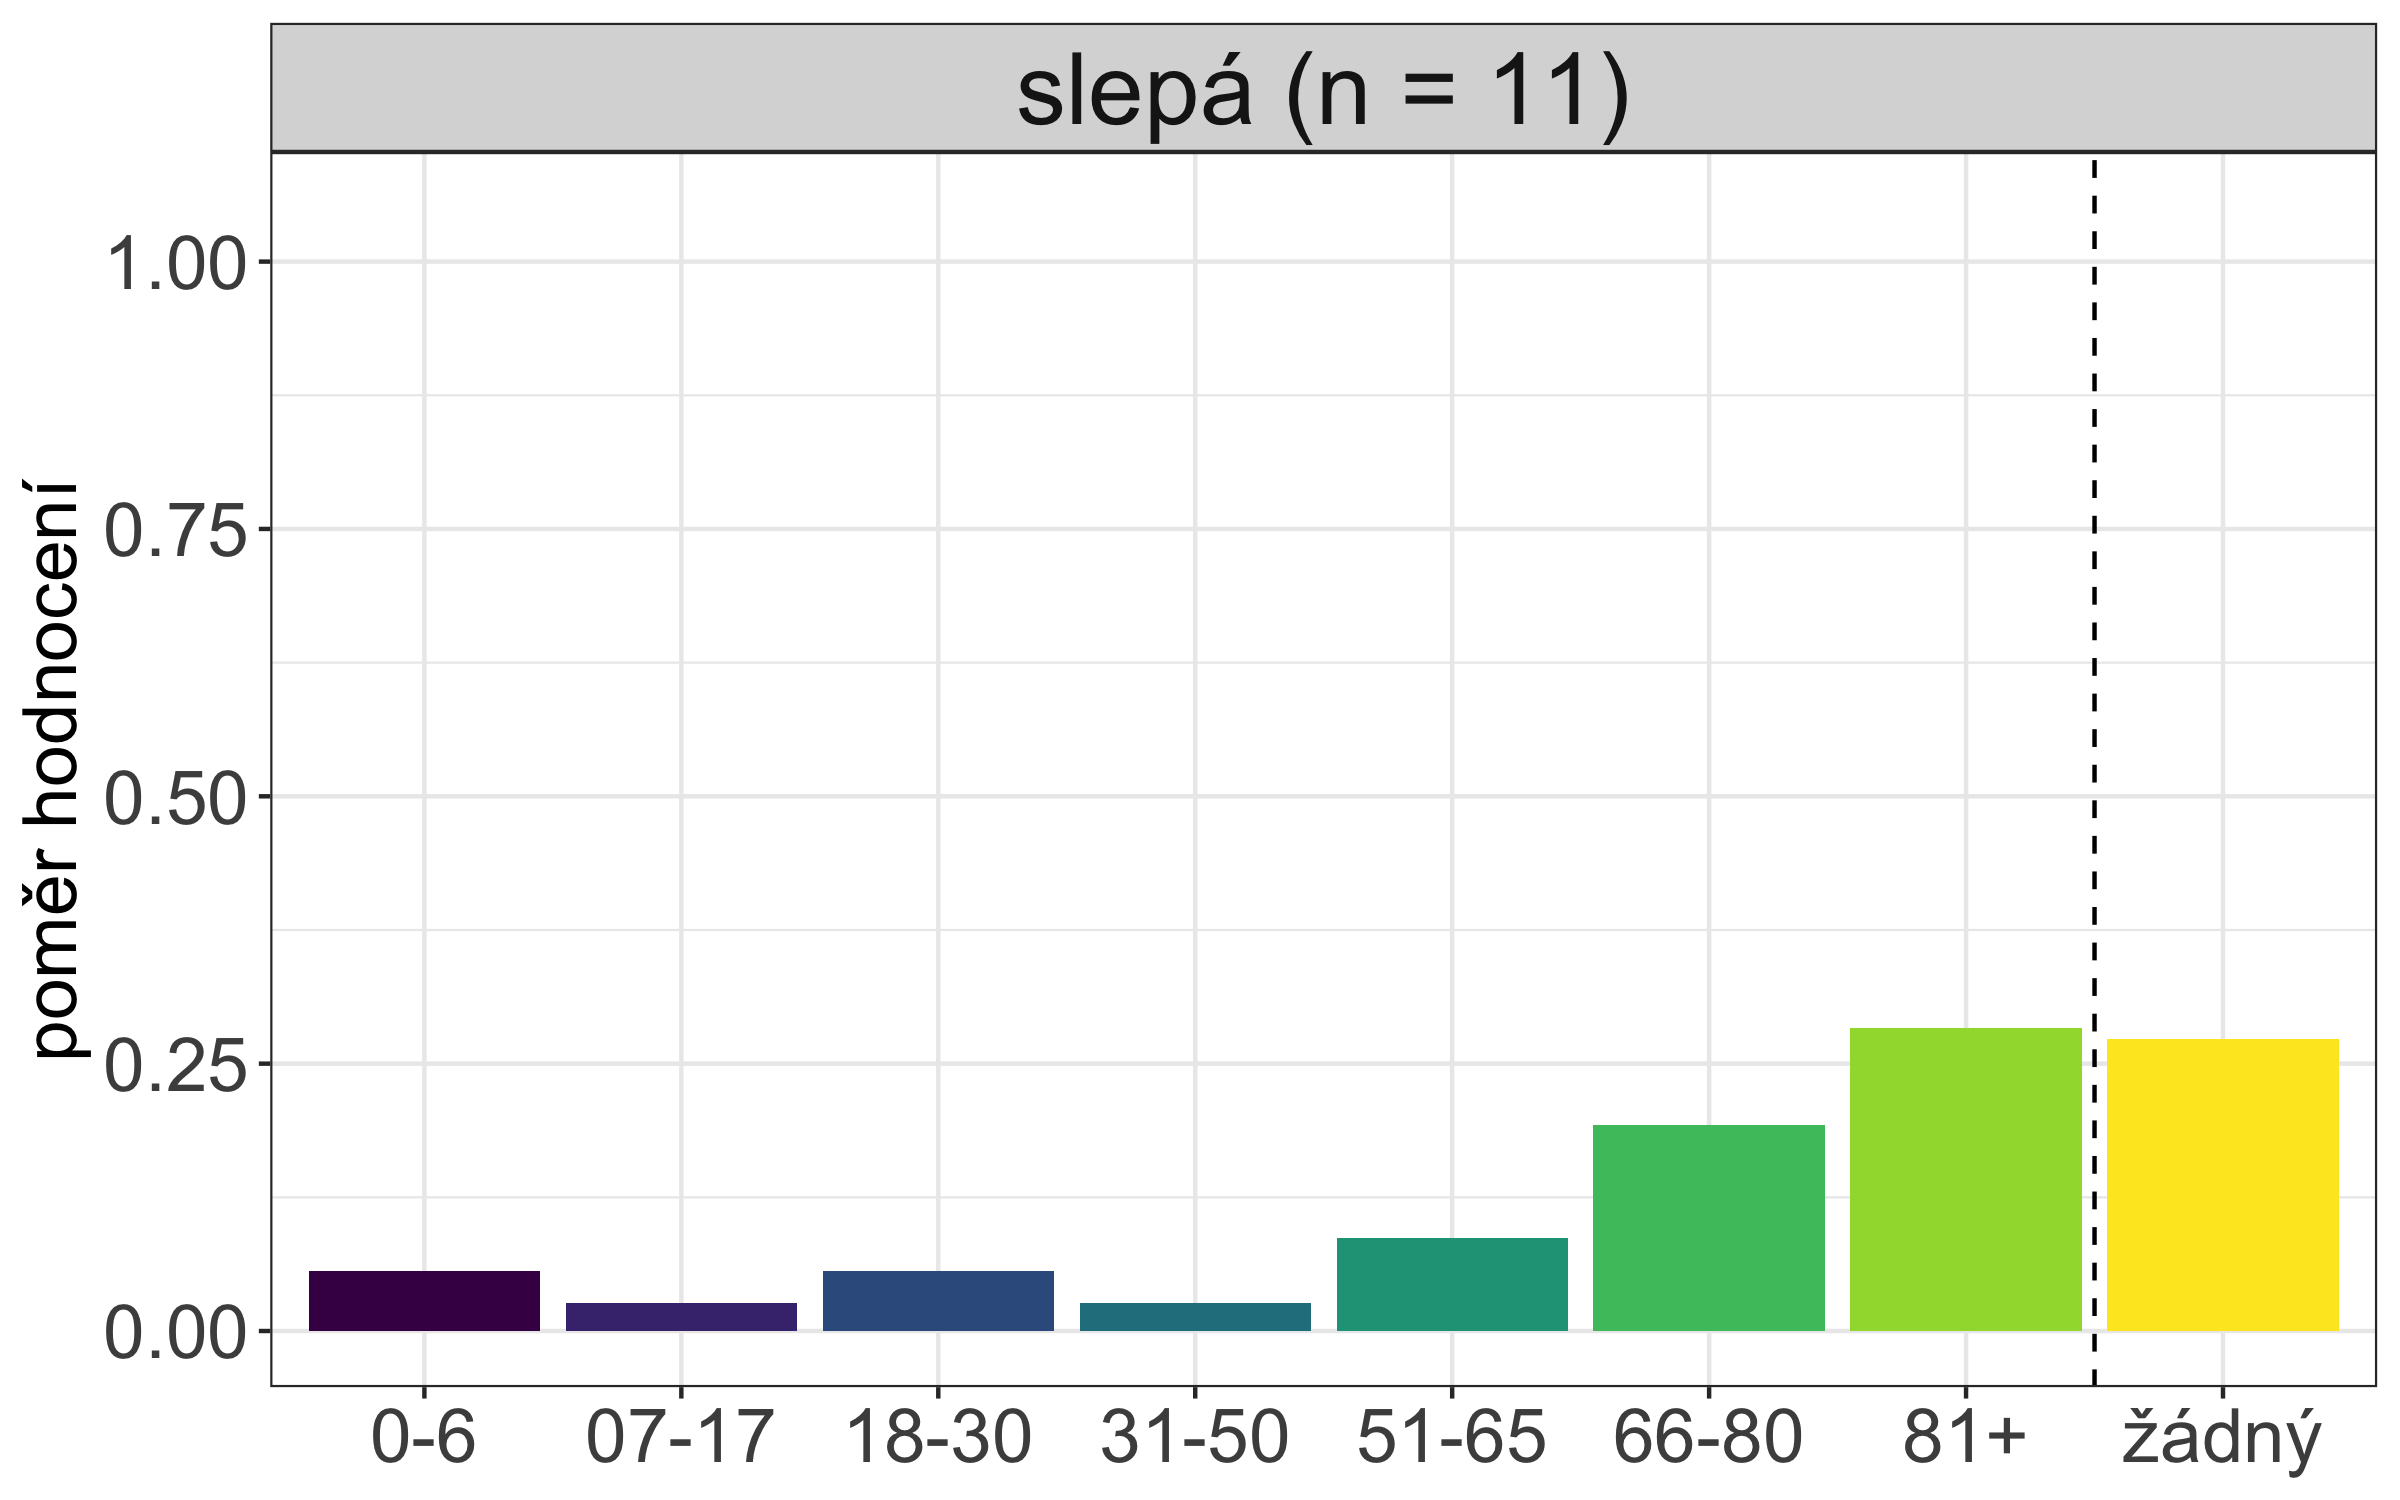 slepá (n = 11)
poměr hodnocení
1.00
0.75
0.50
0.25
0.00
0-6 07-17 18-30 31-50 51-65 66-80 81+ žádný